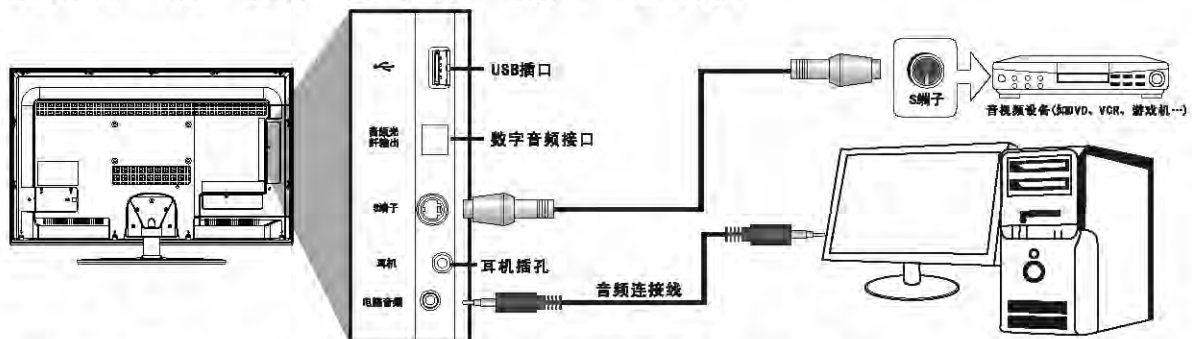 USB插口
音频光
纤输出
数字音频接口
S端子
耳机
耳机插孔
电脑音频
音频连接线
S端子
音视频设备(如DVD、VCR、游戏机…)